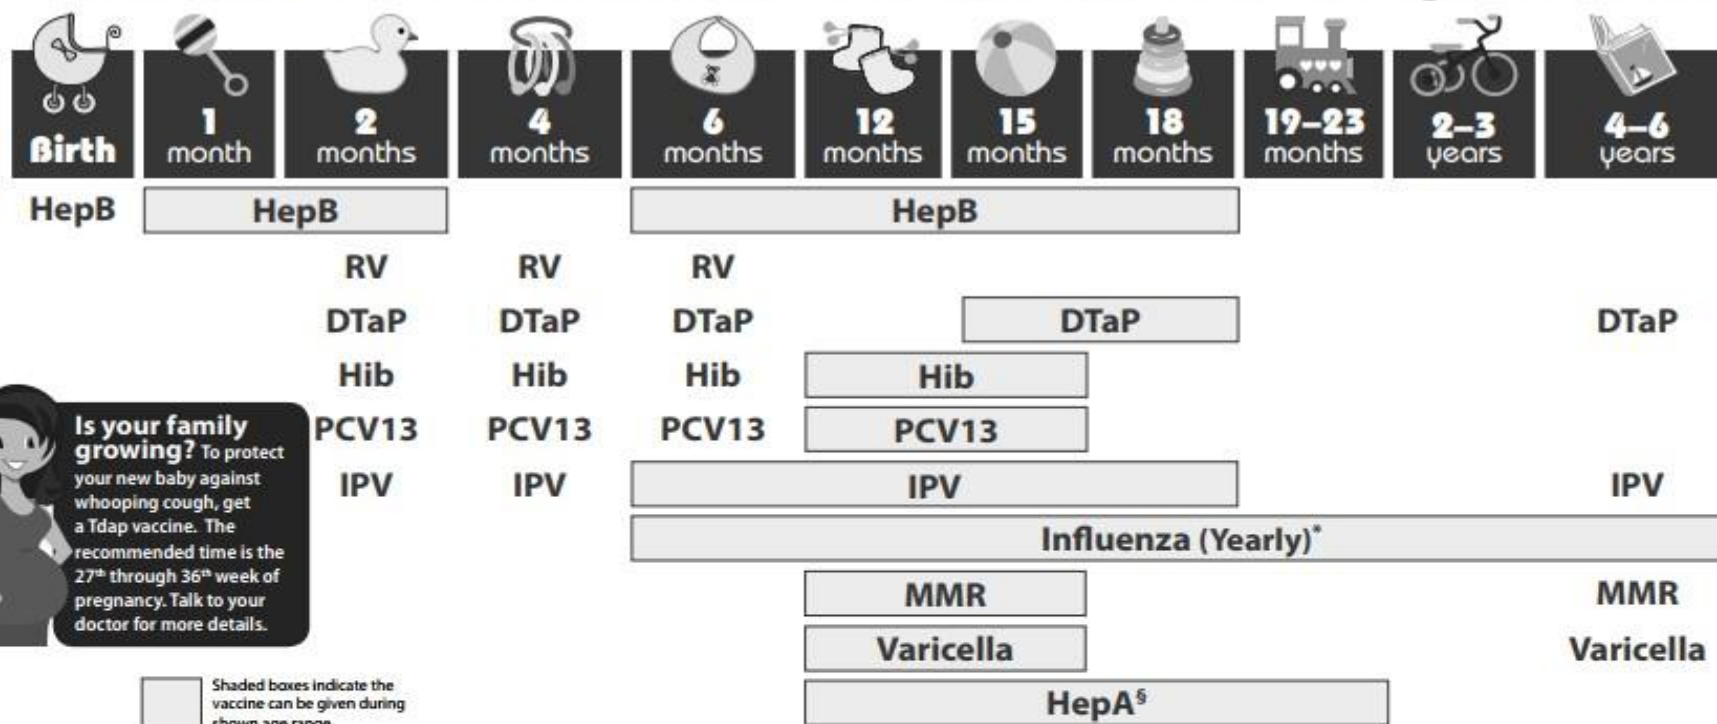 Birth
1 month
2 months
4 months
6 months
12 months
15 months
18 months
19–23 months
2–3 years
4–6 years
HepB HepB HepB
RV RV RV
DTaP DTaP DTaP DTaP DTaP
Hib Hib Hib Hib
PCV13 PCV13 PCV13 PCV13
IPV IPV IPV IPV
Influenza (Yearly)*
MMR MMR
Varicella Varicella
HepA§
Is your family
growing? To protect
your new baby against
whooping cough, get
a Tdap vaccine. The
recommended time is the
27th through 36th week of
pregnancy. Talk to your
doctor for more details.
Shaded boxes indicate the
vaccine can be given during
shown age range